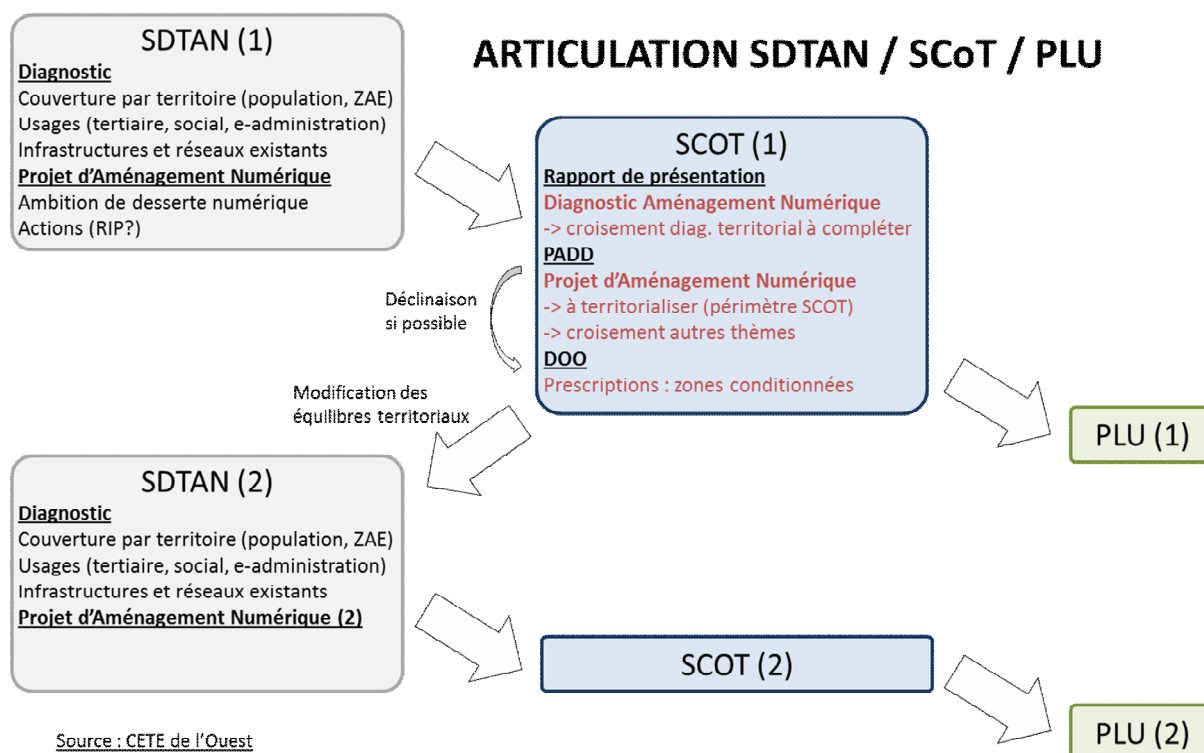 ARTICULATION SDTAN / SCoT / PLU
SDTAN (1)
Diagnostic
Couverture par territoire (population, ZAE)
Usages (tertiaire, social, e-administration)
Infrastructures et réseaux existants
Projet d’Aménagement Numérique
Ambition de desserte numérique
Actions (RIP?)
SCOT (1)
Rapport de présentation
Diagnostic Aménagement Numérique
-> croisement diag. territorial à compléter
PADD
Projet d’Aménagement Numérique
-> à territorialiser (périmètre SCOT)
-> croisement autres thèmes
DOO
Prescriptions : zones conditionnées
Déclinaison
si possible
Modification des
équilibres territoriaux
PLU (1)
SDTAN (2)
Diagnostic
Couverture par territoire (population, ZAE)
Usages (tertiaire, social, e-administration)
Infrastructures et réseaux existants
Projet d’Aménagement Numérique (2)
SCOT (2)
PLU (2)
Source : CETE de l’Ouest